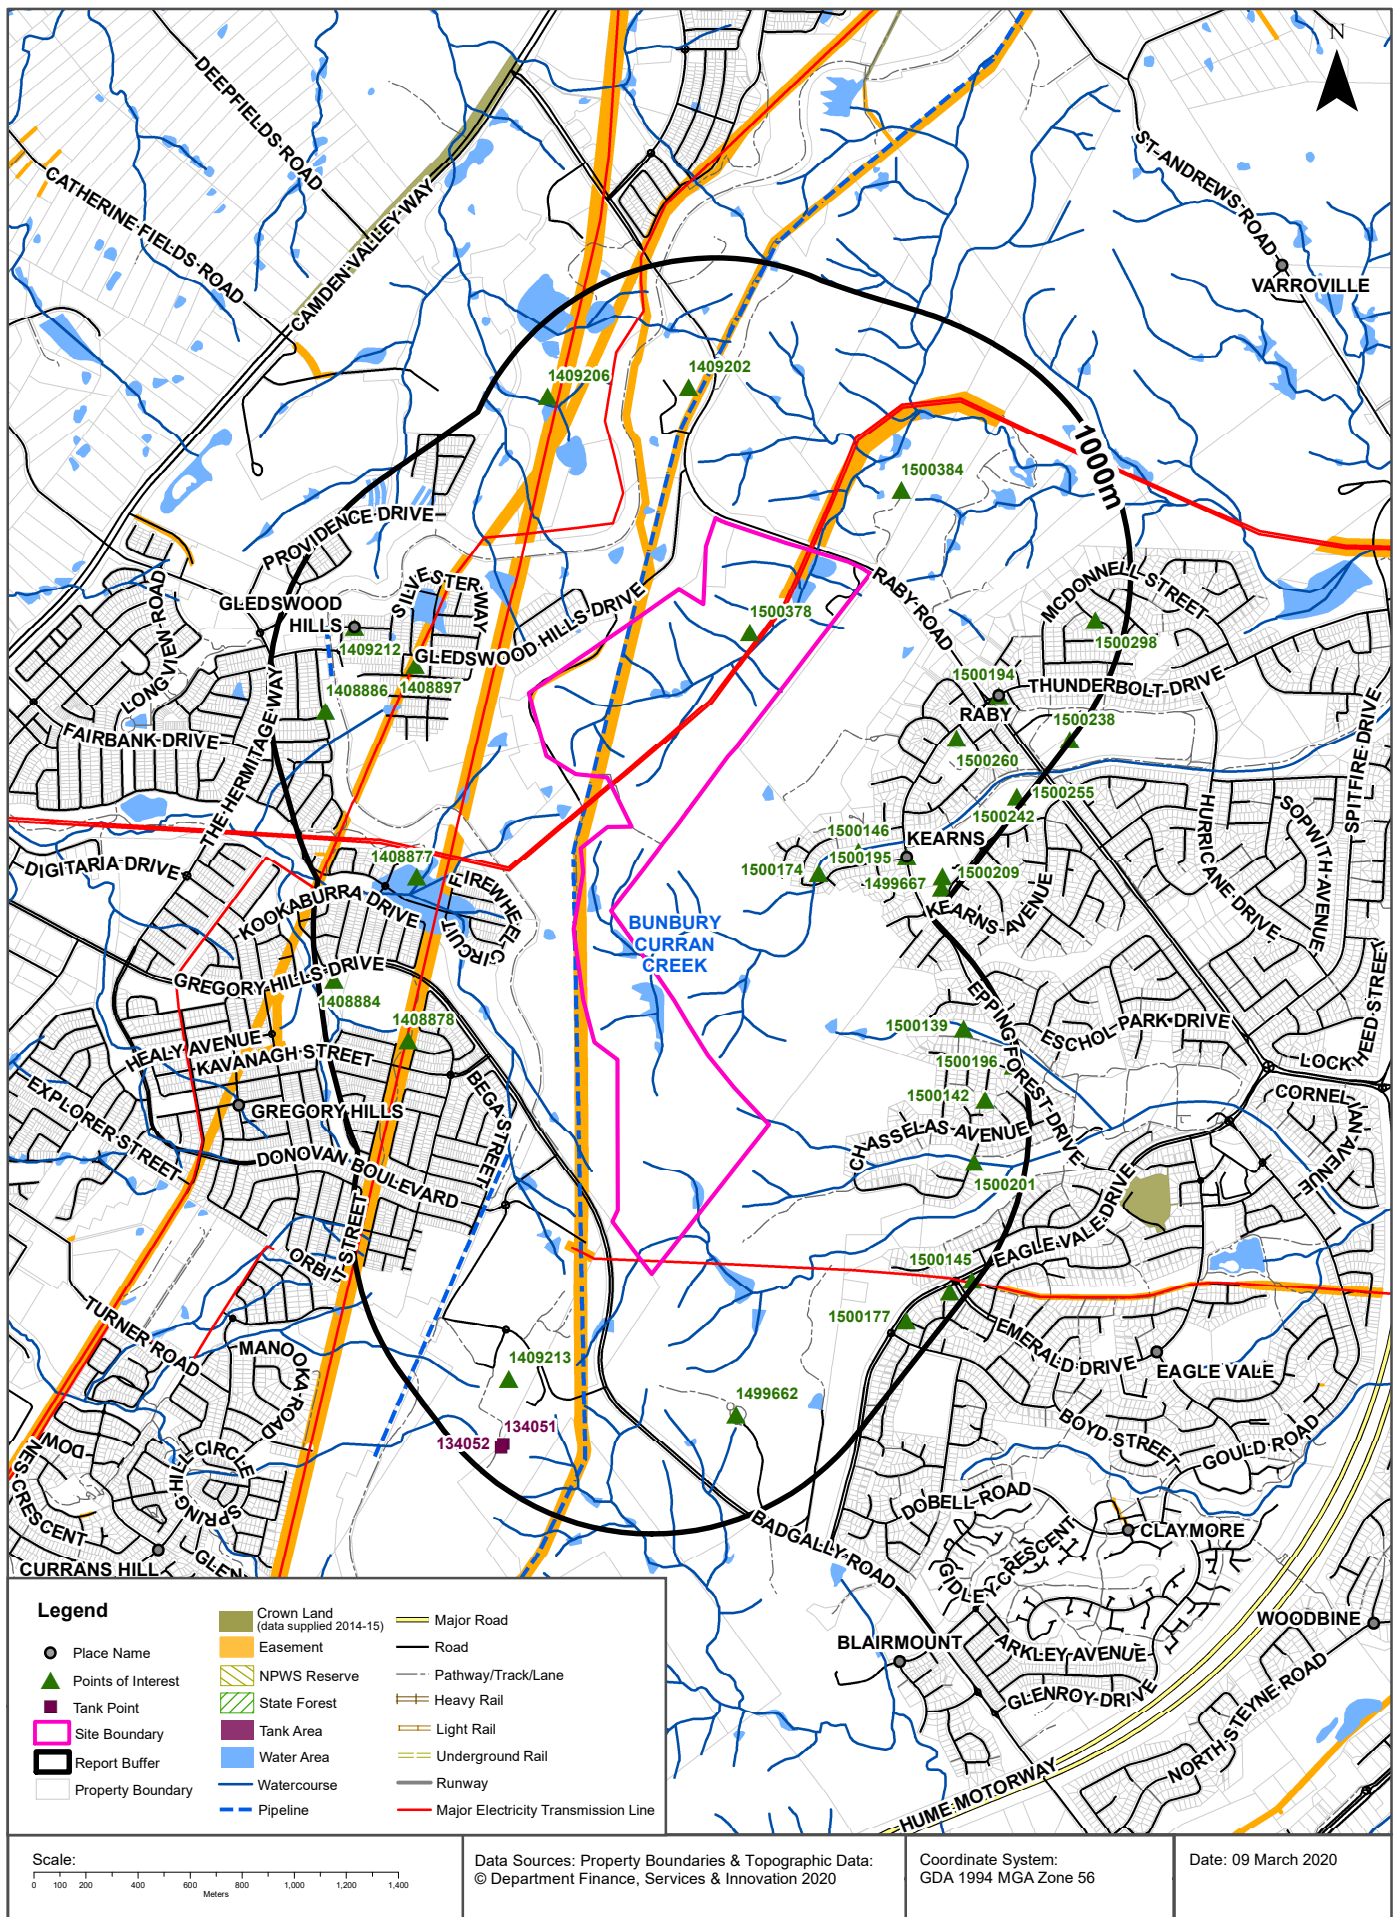 N
DEEPFIELDS ROAD
CATHERINE FIELDS ROAD
CAMDEN VALLEY WAY
ST ANDREWS ROAD
VARROVILLE
1409206
1409202
1000m
1500384
PROVIDENCE DRIVE
SILVESTER WAY
GLEDSWOOD
HILLS
1409212
GLEDSWOOD HILLS DRIVE
1500378
RABY ROAD
MCDONNELL STREET
1500298
LONGVIEW ROAD
1408886
1408897
1500194
THUNDERBOLT DRIVE
RABY
1500238
FAIRBANK DRIVE
THE HERMITAGE WAY
1500260
1500255
1500242
SPITFIRE DRIVE
SOPWITH AVENUE
HURRICANE DRIVE
1500146
KEARNS
1500174
1500195
1500209
1499667
KEARNS AVENUE
DIGITARIA DRIVE
1408877
FIREWHEEL CIRCUIT
KOOKABURRA DRIVE
BUNBURY
CURRAN
CREEK
GREGORY HILLS DRIVE
1408884
1408878
EPPING FOREST DRIVE
1500139
ESCHOL PARK DRIVE
LOCKHEED STREET
HEALY AVENUE
KAVANAGH STREET
1500196
1500142
CORNELIAN AVENUE
EXPLORER STREET
GREGORY HILLS
BEGA STREET
CHASSELAS AVENUE
DONOVAN BOULEVARD
1500201
EAGLE VALE DRIVE
ORBIT STREET
1500145
1500177
TURNER ROAD
MANOOKA ROAD
EMERALD DRIVE
EAGLE VALE
1409213
1499662
134051
134052
BOYD STREET
GOULD ROAD
DOWNES CRESCENT
SPRING HILL CIRCLE
DOBELL ROAD
BADGALLY ROAD
CLAYMORE
GIDLEY CRESCENT
CURRANS HILL
GLEN
WOODBINE
BLAIRMOUNT
ARKLEY AVENUE
GLENROY DRIVE
NORTH STEYNE ROAD
HUME MOTORWAY
Legend
Place Name
Points of Interest
Tank Point
Site Boundary
Report Buffer
Property Boundary
Crown Land
(data supplied 2014-15)
Easement
NPWS Reserve
State Forest
Tank Area
Water Area
Watercourse
Pipeline
Major Road
Road
Pathway/Track/Lane
Heavy Rail
Light Rail
Underground Rail
Runway
Major Electricity Transmission Line
Scale:
0 100 200 400 600 800 1,000 1,200 1,400
Meters
Data Sources: Property Boundaries & Topographic Data:
© Department Finance, Services & Innovation 2020
Coordinate System:
GDA 1994 MGA Zone 56
Date: 09 March 2020